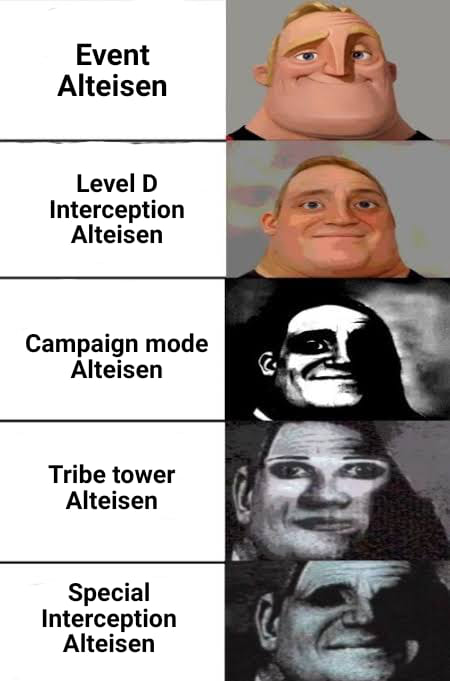 Event
Alteisen
Level D
Interception
Alteisen
Campaign mode
Alteisen
Tribe tower
Alteisen
Special
Interception
Alteisen